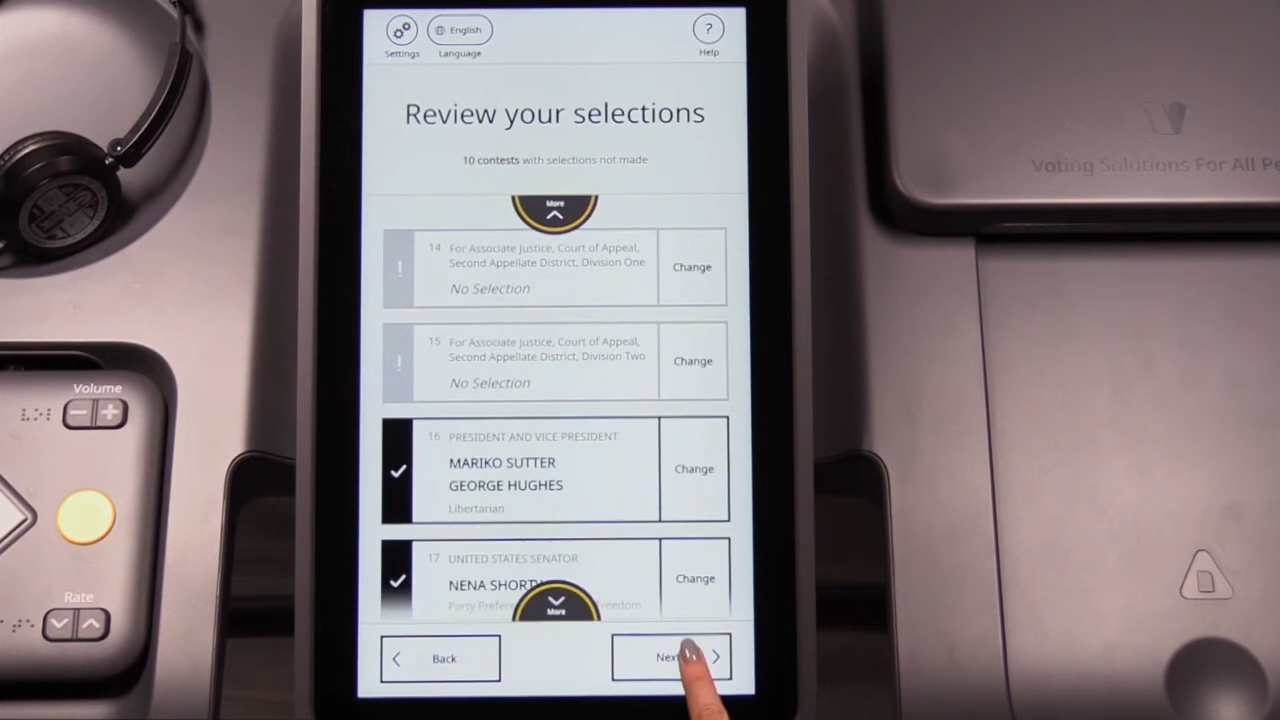 English
Settings
Language
?
Help
Review your selections
10 contests with selections not made
More
14 For Associate Justice, Court of Appeal,
Second Appellate District, Division One
No Selection
Change
15 For Associate Justice, Court of Appeal,
Second Appellate District, Division Two
No Selection
Change
16 PRESIDENT AND VICE PRESIDENT
MARIKO SUTTER
GEORGE HUGHES
Libertarian
Change
17 UNITED STATES SENATOR
NENA
Change
More
Back
Voting Solutions For All
Volume
Rate